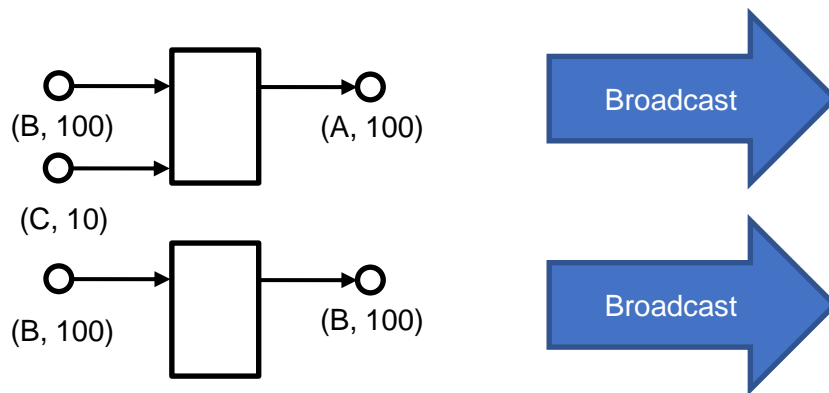 Broadcast
(B, 100)
(A, 100)
(C, 10)
Broadcast
(B, 100)
(B, 100)